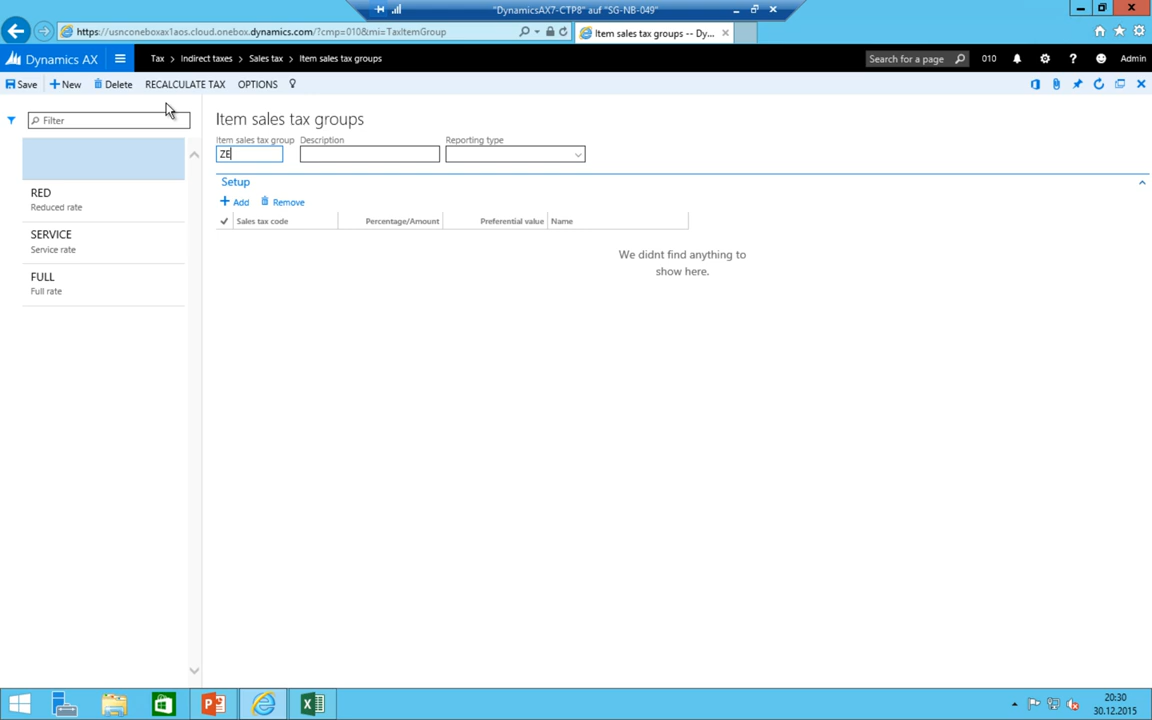 "DynamicsAX7-CTP8" auf "SG-NB-049"
https://usnconeboxax1aos.cloud.onebox.dynamics.com/?cmp=010&mi=TaxItemGroup
Item sales tax groups -- Dy...
Dynamics AX
Tax > Indirect taxes > Sales tax > Item sales tax groups
Search for a page
010
Admin
Save
New
Delete
RECALCULATE TAX
OPTIONS
Filter
RED
Reduced rate
SERVICE
Service rate
FULL
Full rate
Item sales tax groups
Item sales tax group Description Reporting type
ZE
Setup
Add Remove
Sales tax code Percentage/Amount Preferential value Name
We didnt find anything to
show here.
20:30
30.12.2015